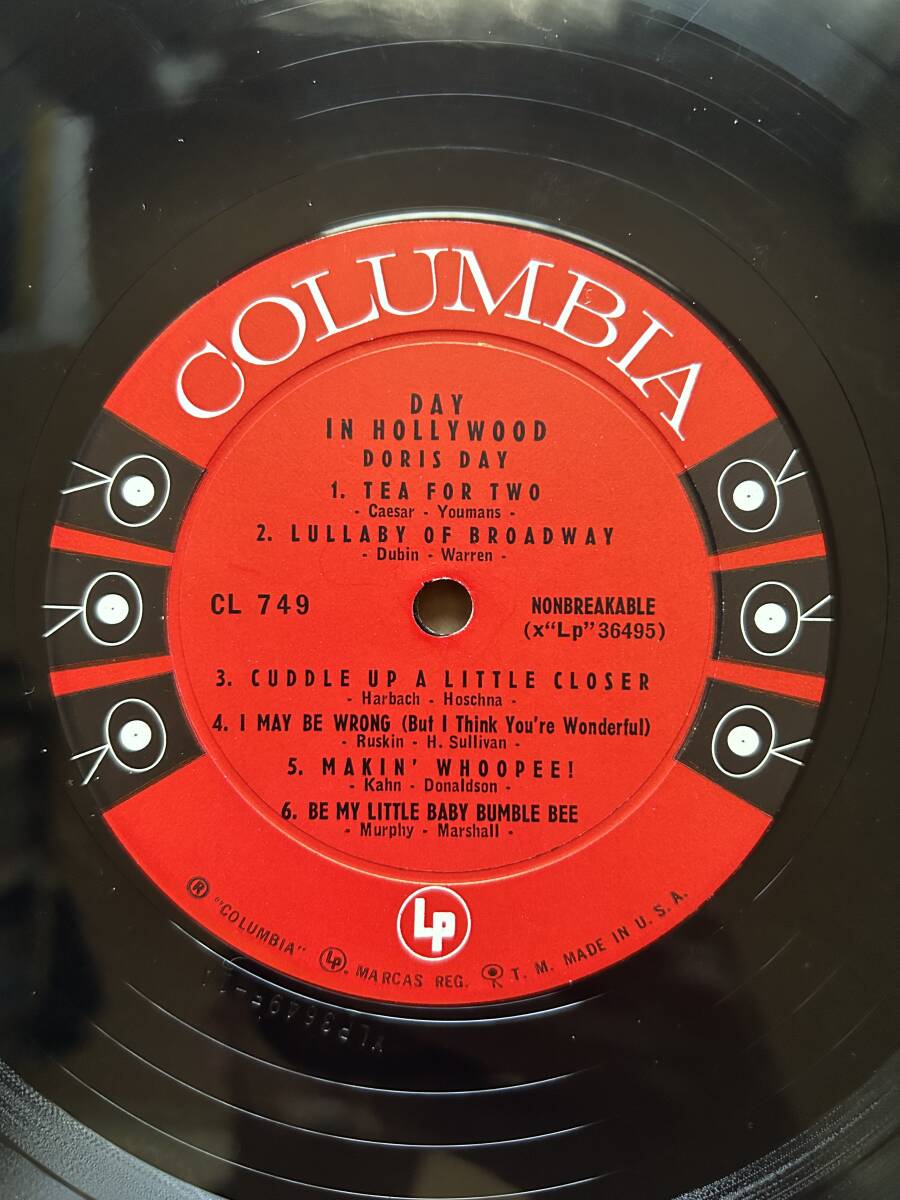 COLUMBIA
DAY
IN HOLLYWOOD
DORIS DAY
1. TEA FOR TWO
- Caesar - Youmans -
2. LULLABY OF BROADWAY
- Dubin - Warren -
CL 749
NONBREAKABLE
(x"Lp" 36495)
3. CUDDLE UP A LITTLE CLOSER
- Harbach - Hoschna -
4. I MAY BE WRONG (But I Think You're Wonderful)
- Ruskin - H. Sullivan -
5. MAKIN' WHOOPEE!
- Kahn - Donaldson -
6. BE MY LITTLE BABY BUMBLE BEE
- Murphy - Marshall -
Lp
® "COLUMBIA" Lp. MARCAS REG. T. M. MADE IN U. S. A.